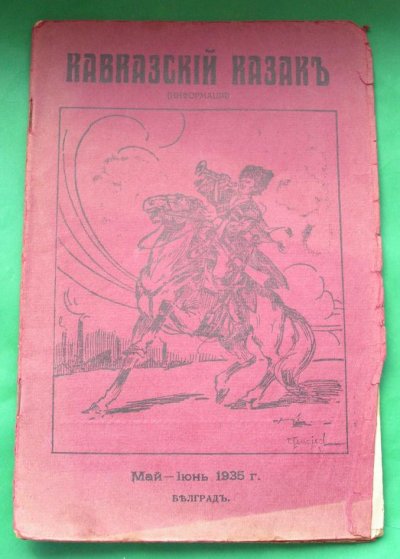 КАВКАЗСКІЙ КАЗАКЪ
(ИНФОРМАЦІЯ)
Май—Іюнь 1935 г.
БѢЛГРАДЪ.